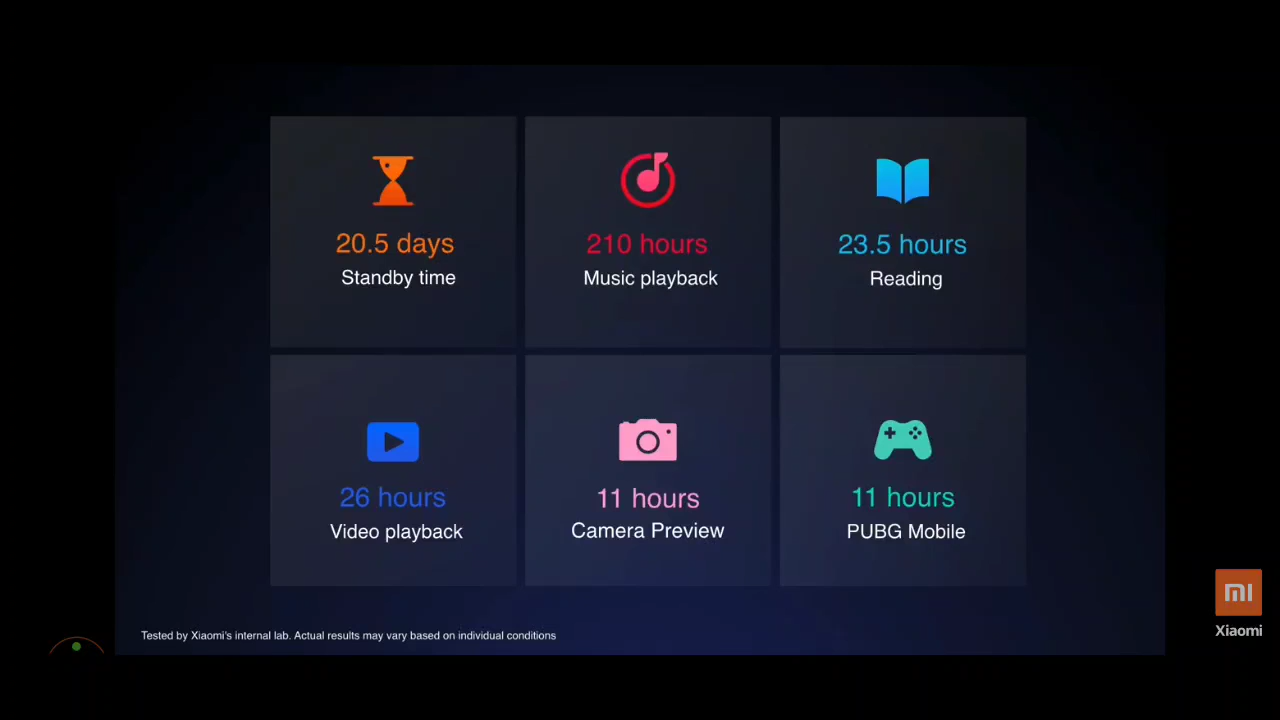 20.5 days
Standby time
210 hours
Music playback
23.5 hours
Reading
26 hours
Video playback
11 hours
Camera Preview
11 hours
PUBG Mobile
Tested by Xiaomi's internal lab. Actual results may vary based on individual conditions
mi
Xiaomi